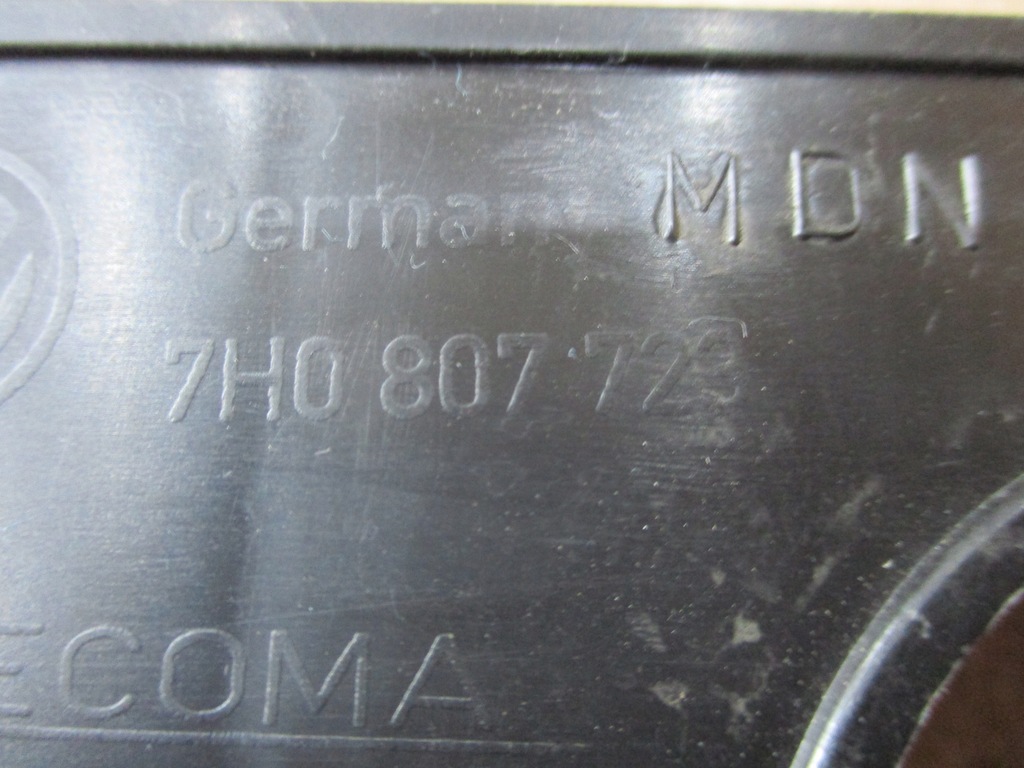 Germany MDN
7H0 807 723
ECOMA